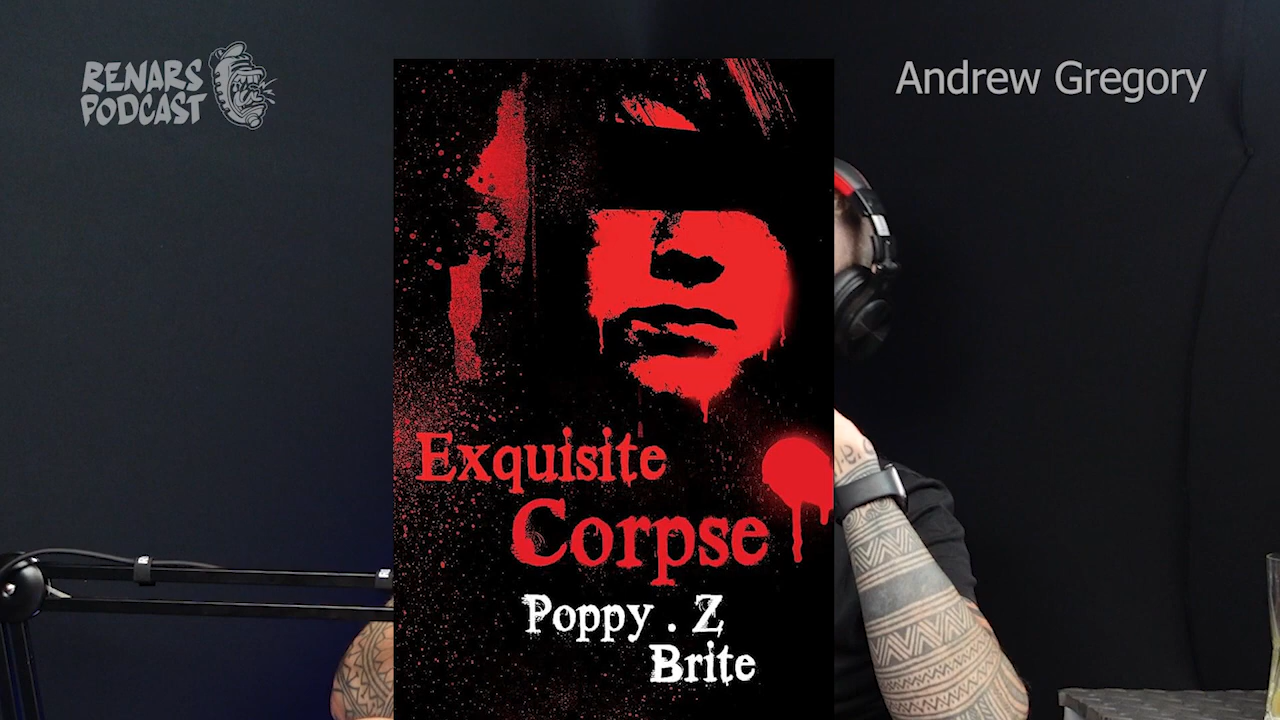 RENARS
PODCAST
Andrew Gregory
Exquisite
Corpse
Poppy . Z
Brite